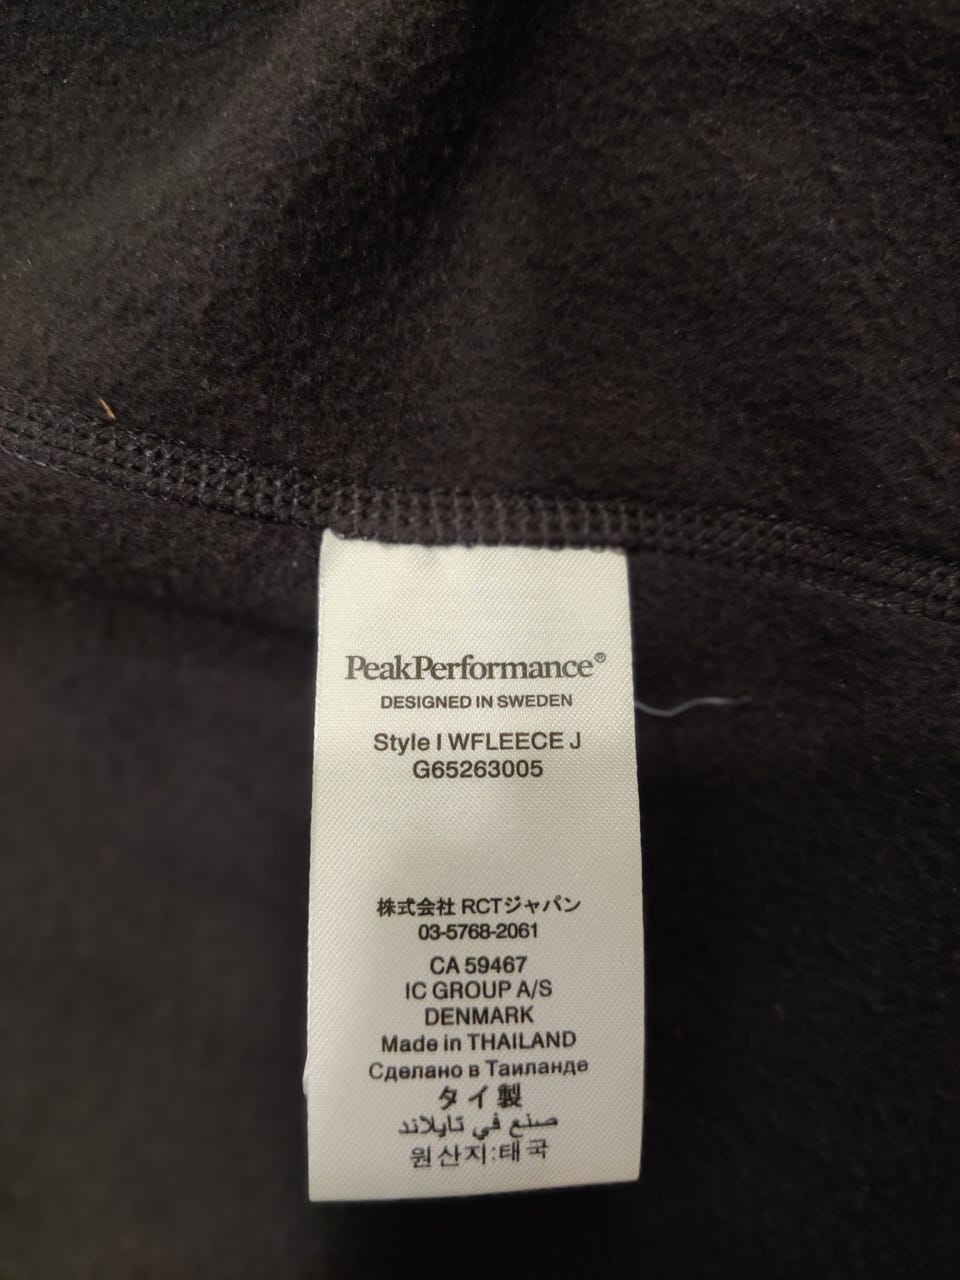 PeakPerformance®
DESIGNED IN SWEDEN
Style I WFLEECE J
G65263005
株式会社 RCTジャパン
03-5768-2061
CA 59467
IC GROUP A/S
DENMARK
Made in THAILAND
Сделано в Таиланде
タイ製
صنع في تايلاند
원산지:태국